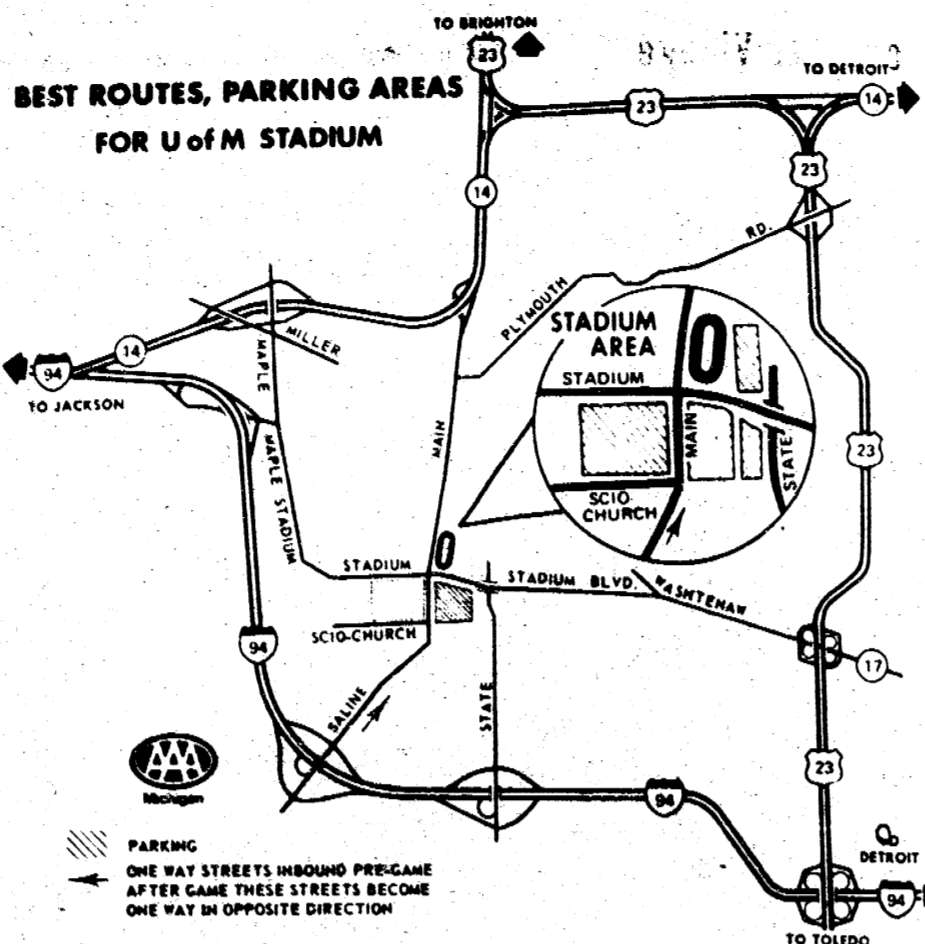 TO BRIGHTON
23
BEST ROUTES, PARKING AREAS
FOR U of M STADIUM
23
TO DETROIT
14
23
14
PLYMOUTH RD.
MILLER
MAPLE
14
94
TO JACKSON
MAIN
STADIUM
AREA
STADIUM
MAIN
STATE
SCIO
CHURCH
23
MAPLE STADIUM
STADIUM
STADIUM BLVD.
WASHTENAW
SCIO-CHURCH
94
17
SALINE
STATE
23
AAA
Michigan
94
PARKING
ONE WAY STREETS INBOUND PRE-GAME
AFTER GAME THESE STREETS BECOME
ONE WAY IN OPPOSITE DIRECTION
DETROIT
94
TO TOLEDO